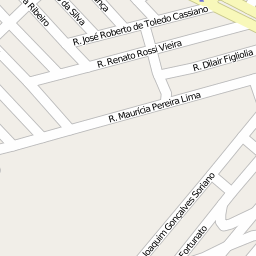 Ribeiro
da Silva
R. José Roberto de Toledo Cassiano
R. Renato Rossi Vieira
R. Dilair Figliolia
R. Maurícia Pereira Lima
Joaquim Gonçalves Soriano
Fortunato